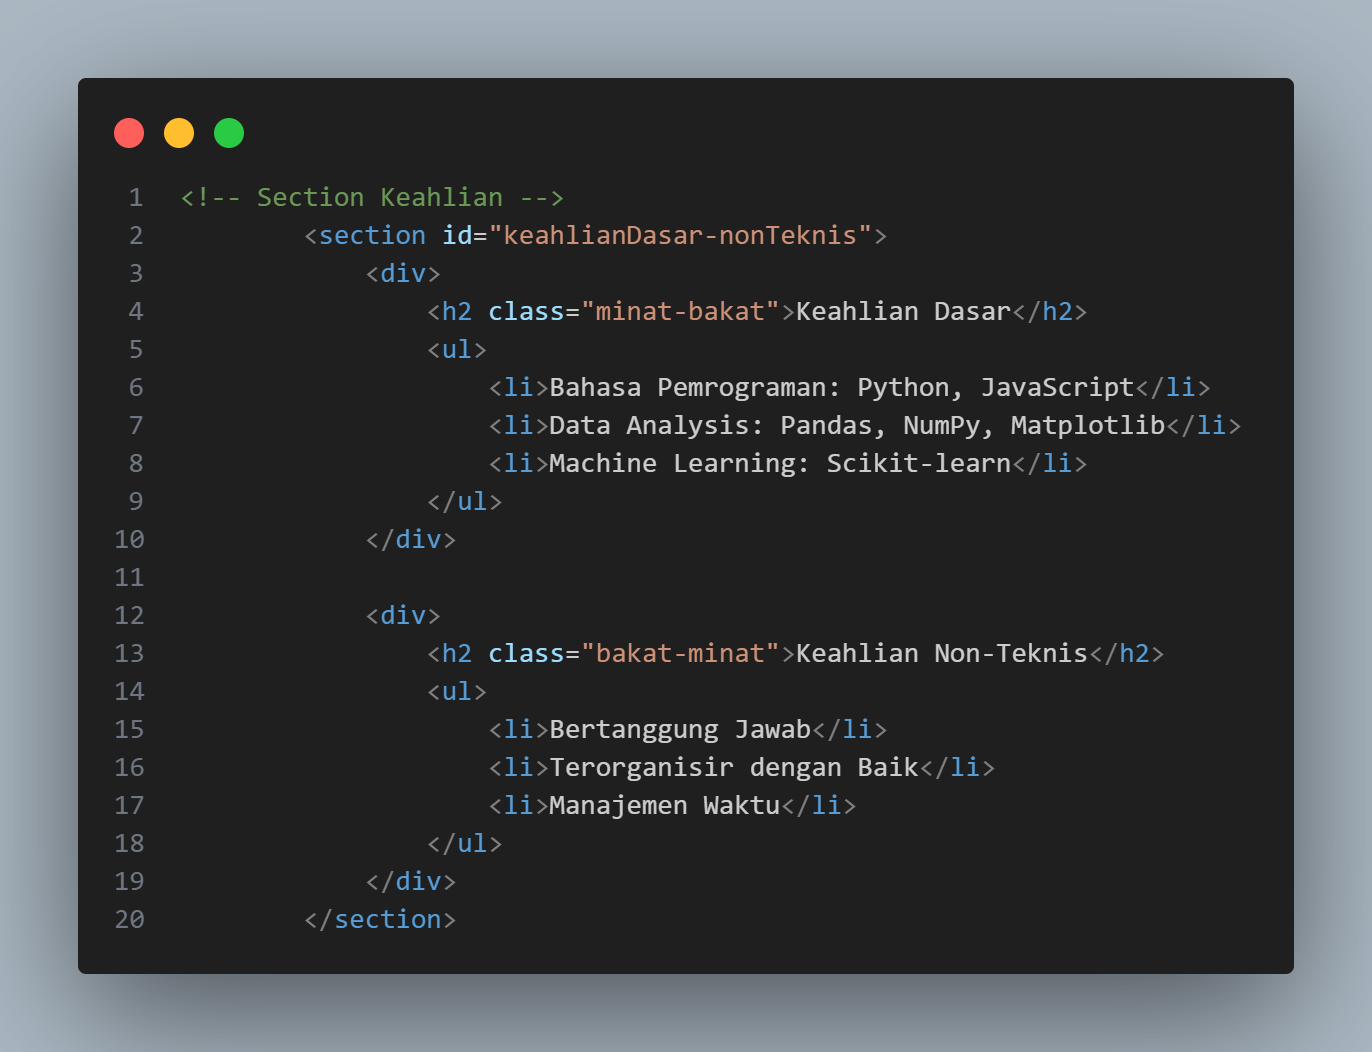 1 <!-- Section Keahlian -->
2         <section id="keahlianDasar-nonTeknis">
3             <div>
4                 <h2 class="minat-bakat">Keahlian Dasar</h2>
5                 <ul>
6                     <li>Bahasa Pemrograman: Python, JavaScript</li>
7                     <li>Data Analysis: Pandas, NumPy, Matplotlib</li>
8                     <li>Machine Learning: Scikit-learn</li>
9                 </ul>
10             </div>
11
12             <div>
13                 <h2 class="bakat-minat">Keahlian Non-Teknis</h2>
14                 <ul>
15                     <li>Bertanggung Jawab</li>
16                     <li>Terorganisir dengan Baik</li>
17                     <li>Manajemen Waktu</li>
18                 </ul>
19             </div>
20         </section>